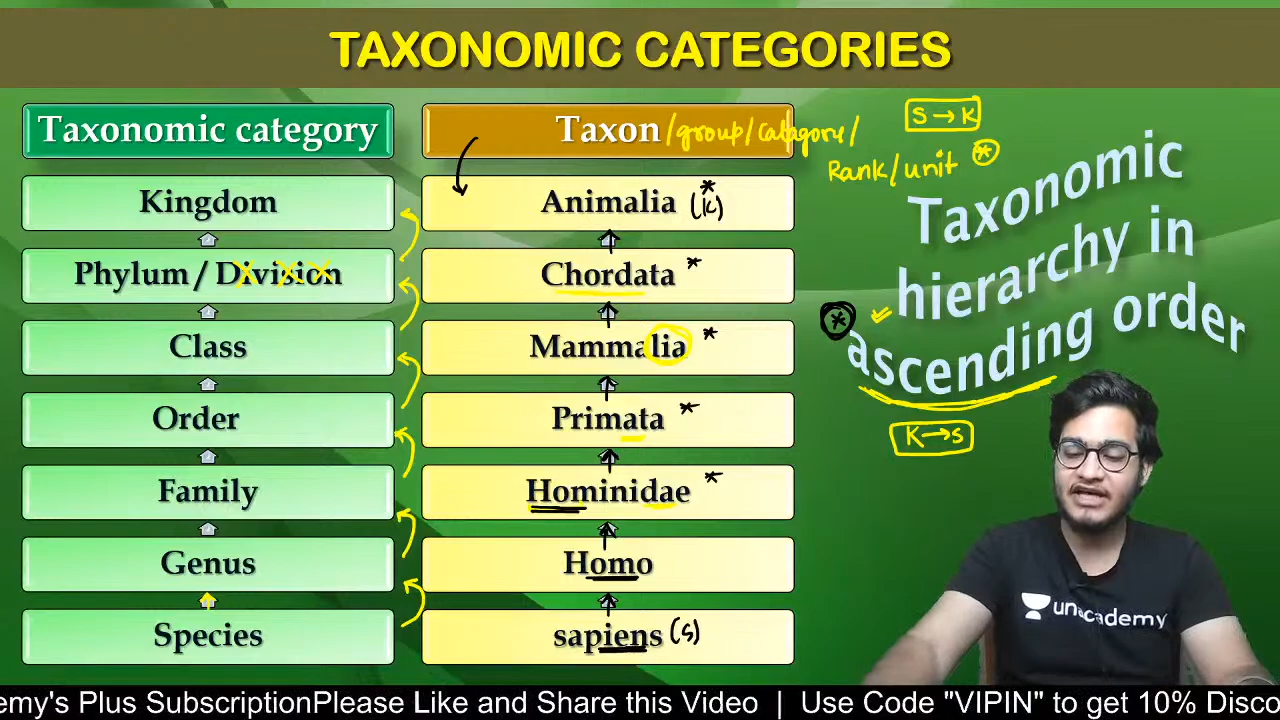 TAXONOMIC CATEGORIES
Taxonomic category
Taxon /group/catagory/
Rank/unit *
S → K
Kingdom
Animalia (K) *
Phylum / Division
Chordata *
Class
Mammalia *
Order
Primata *
Family
Hominidae *
Genus
Homo
Species
sapiens (s)
Taxonomic
hierarchy in
* ascending order
K → S
unacademy
emy's Plus SubscriptionPlease Like and Share this Video | Use Code "VIPIN" to get 10% Disco